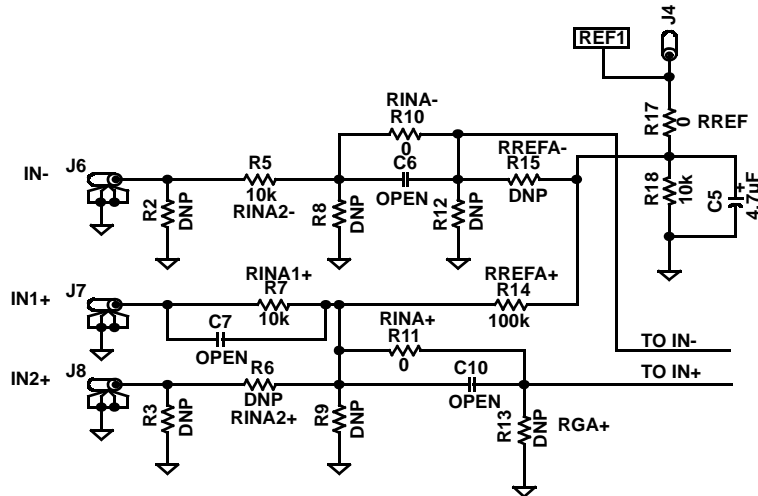 REF1
J4
R17
0
RREF
R18
10k
C5
+
4.7µF
RINA-
R10
0
C6
OPEN
RREFA-
R15
DNP
IN-
J6
R2
DNP
R5
10k
RINA2-
R8
DNP
R12
DNP
IN1+
J7
RINA1+
R7
10k
C7
OPEN
RREFA+
R14
100k
RINA+
R11
0
TO IN-
IN2+
J8
R3
DNP
R6
DNP
RINA2+
R9
DNP
C10
OPEN
TO IN+
R13
DNP
RGA+